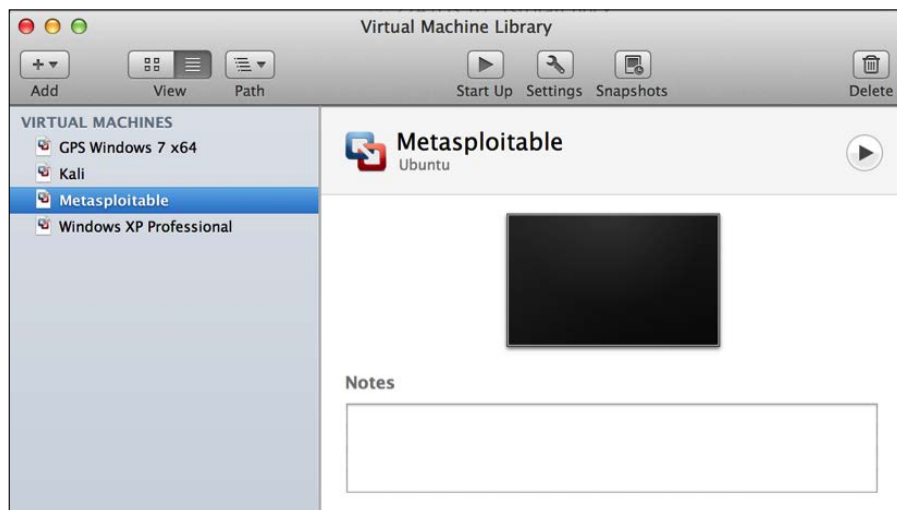 Virtual Machine Library
Add
View
Path
Start Up
Settings
Snapshots
Delete
VIRTUAL MACHINES
GPS Windows 7 x64
Kali
Metasploitable
Windows XP Professional
Metasploitable
Ubuntu
Notes